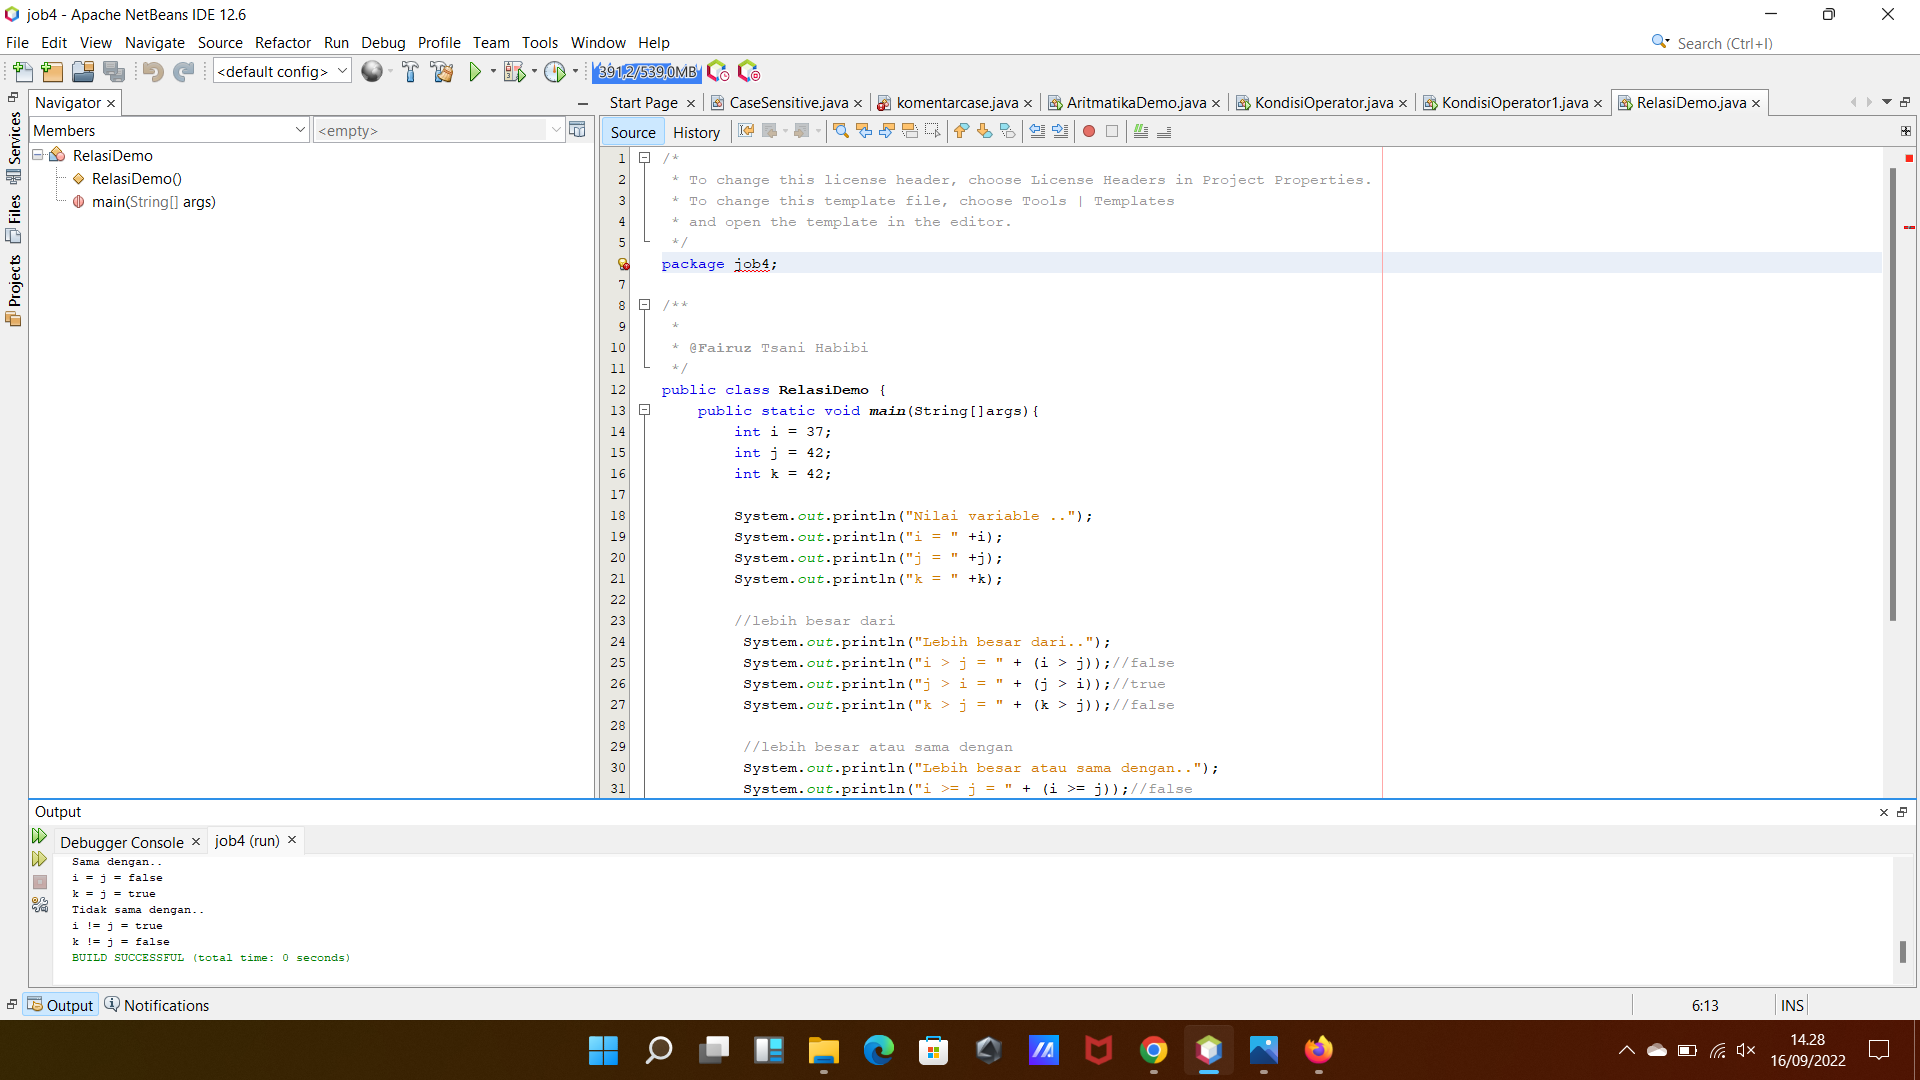 job4 - Apache NetBeans IDE 12.6
File Edit View Navigate Source Refactor Run Debug Profile Team Tools Window Help
Search (Ctrl+I)
<default config>
391,2/539,0MB
Navigator
Members
<empty>
RelasiDemo
RelasiDemo()
main(String[] args)
Services
Files
Projects
Start Page CaseSensitive.java komentarcase.java AritmatikaDemo.java KondisiOperator.java KondisiOperator1.java RelasiDemo.java
Source History
1 /*
2 * To change this license header, choose License Headers in Project Properties.
3 * To change this template file, choose Tools | Templates
4 * and open the template in the editor.
5 */
package job4;
7
8 /**
9 *
10 * @Fairuz Tsani Habibi
11 */
12 public class RelasiDemo {
13 public static void main(String[]args){
14 int i = 37;
15 int j = 42;
16 int k = 42;
17
18 System.out.println("Nilai variable ..");
19 System.out.println("i = " +i);
20 System.out.println("j = " +j);
21 System.out.println("k = " +k);
22
23 //lebih besar dari
24 System.out.println("Lebih besar dari..");
25 System.out.println("i > j = " + (i > j));//false
26 System.out.println("j > i = " + (j > i));//true
27 System.out.println("k > j = " + (k > j));//false
28
29 //lebih besar atau sama dengan
30 System.out.println("Lebih besar atau sama dengan..");
31 System.out.println("i >= j = " + (i >= j));//false
Output
Debugger Console job4 (run)
Sama dengan..
i = j = false
k = j = true
Tidak sama dengan..
i != j = true
k != j = false
BUILD SUCCESSFUL (total time: 0 seconds)
Output Notifications
6:13 INS
14.28
16/09/2022